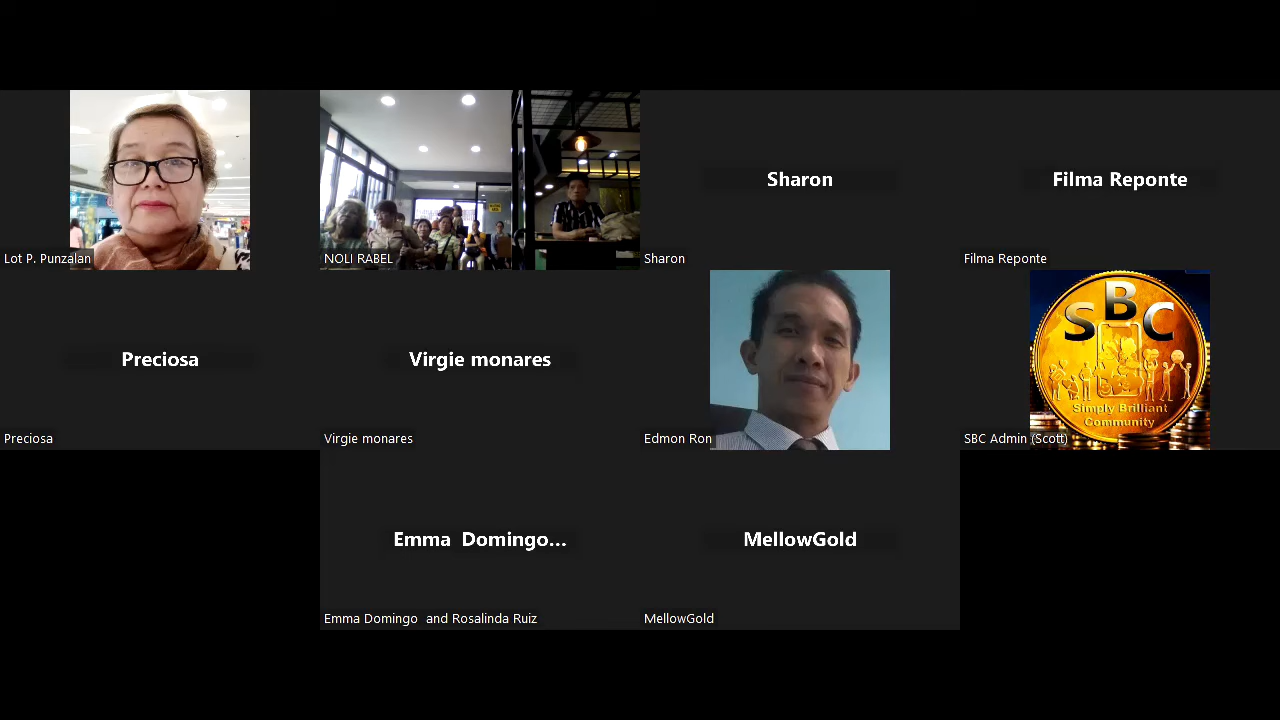 Lot P. Punzalan
NOLI RABEL
Sharon
Sharon
Filma Reponte
Filma Reponte
Preciosa
Preciosa
Virgie monares
Virgie monares
Edmon Ron
SBC
Simply Brilliant
Community
SBC Admin (Scott)
Emma  Domingo...
Emma Domingo  and Rosalinda Ruiz
MellowGold
MellowGold